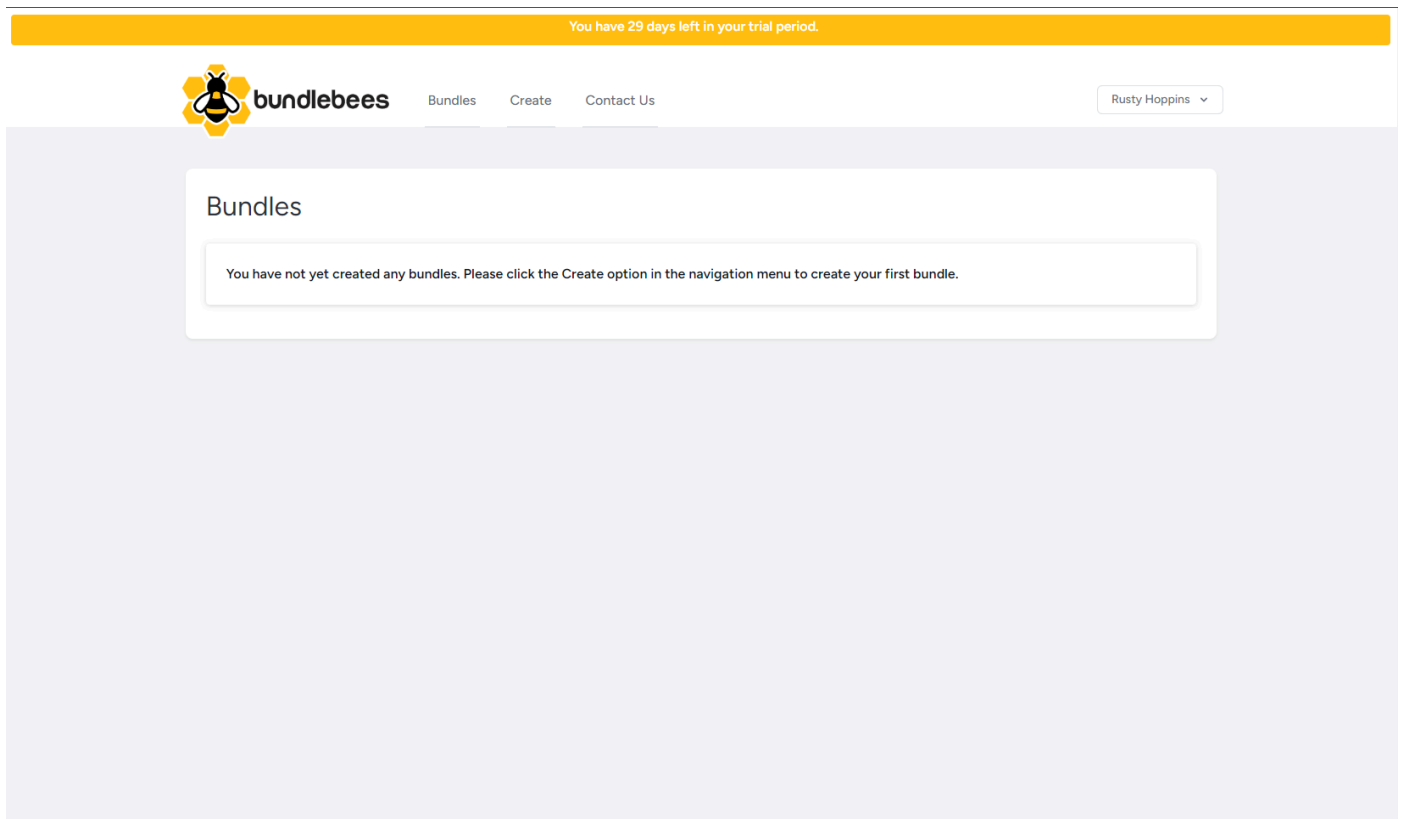 You have 29 days left in your trial period.
bundlebees
Bundles
Create
Contact Us
Rusty Hoppins
Bundles
You have not yet created any bundles. Please click the Create option in the navigation menu to create your first bundle.